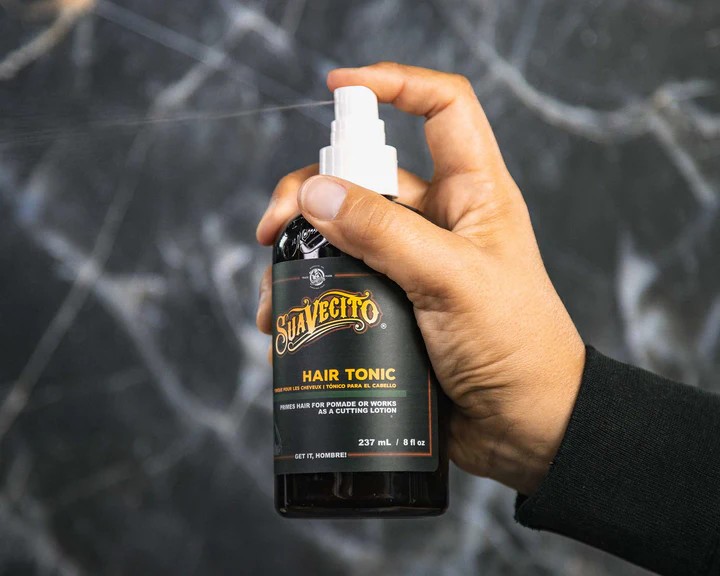 SUAVECITO®
HAIR TONIC
POUR LES CHEVEUX | TÓNICO PARA EL CABELLO
PRIMES HAIR FOR POMADE OR WORKS
AS A CUTTING LOTION
237 mL / 8 fl oz
GET IT, HOMBRE!